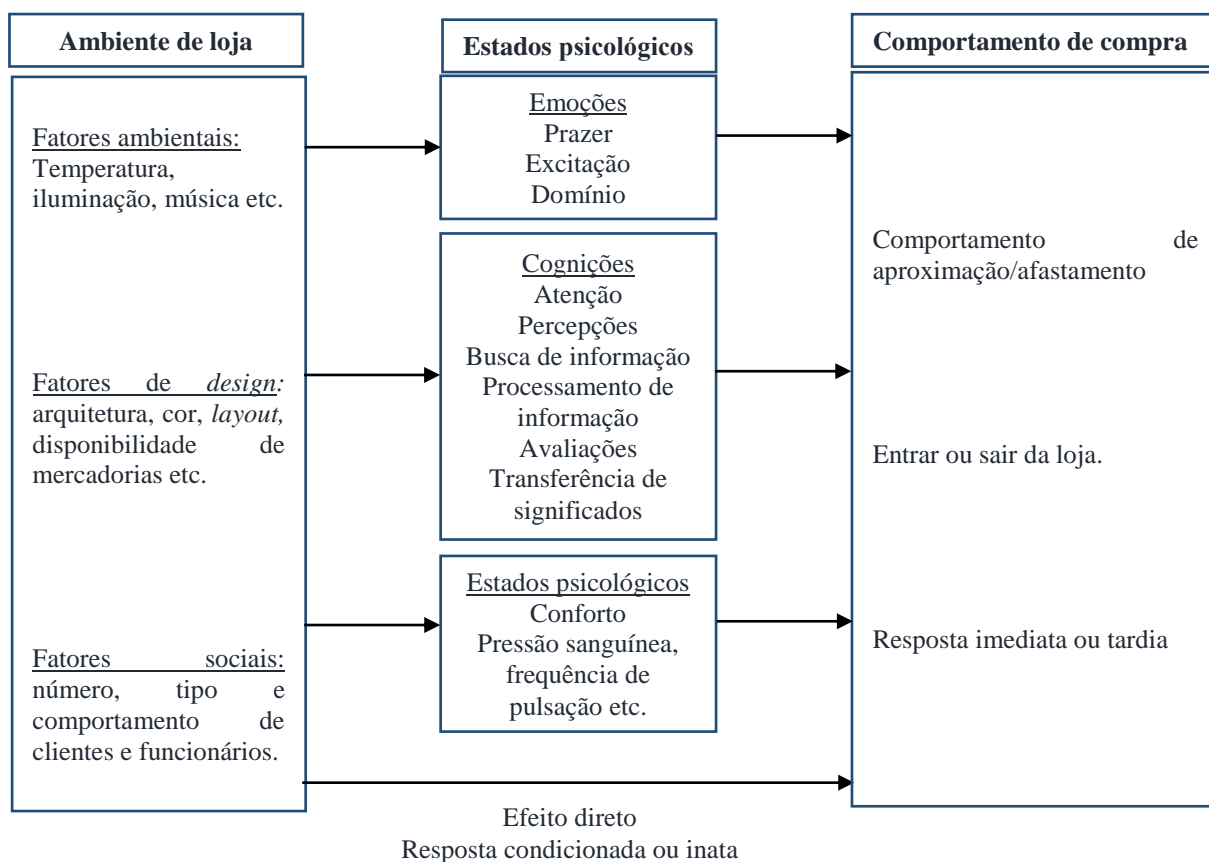 Ambiente de loja
Fatores ambientais:
Temperatura,
iluminação, música etc.
Fatores de design:
arquitetura, cor, layout,
disponibilidade de
mercadorias etc.
Fatores sociais:
número, tipo e
comportamento de
clientes e funcionários.
Estados psicológicos
Emoções
Prazer
Excitação
Domínio
Cognições
Atenção
Percepções
Busca de informação
Processamento de
informação
Avaliações
Transferência de
significados
Estados psicológicos
Conforto
Pressão sanguínea,
frequência de
pulsação etc.
Comportamento de compra
Comportamento de
aproximação/afastamento
Entrar ou sair da loja.
Resposta imediata ou tardia
Efeito direto
Resposta condicionada ou inata